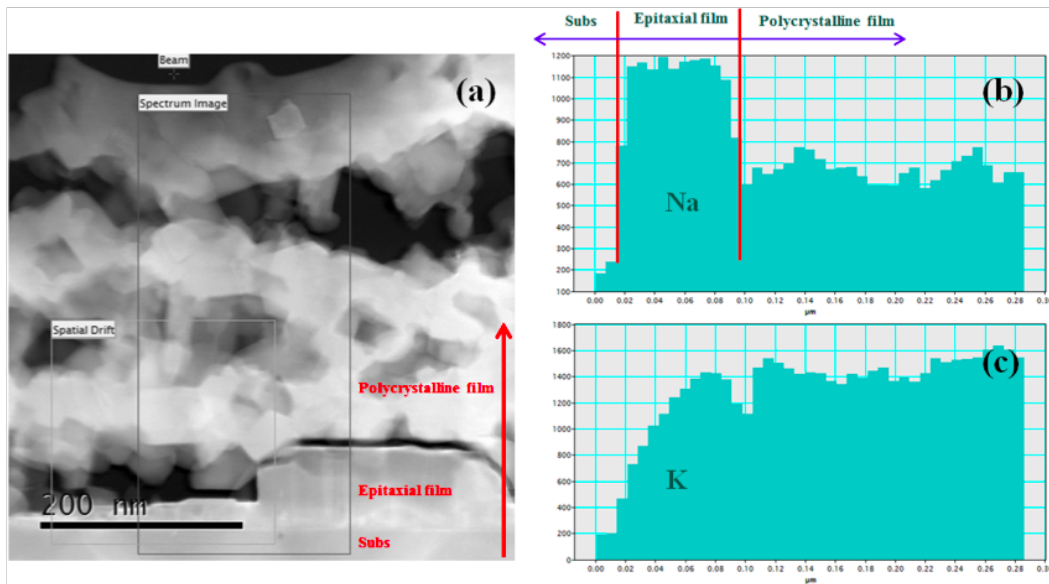 Beam
(a)
Spectrum Image
Spatial Drift
Polycrystalline film
Epitaxial film
200 nm
Subs
Subs
Epitaxial film
Polycrystalline film
(b)
Na
1200
1100
1000
900
800
700
600
500
400
300
200
100
0.00 0.02 0.04 0.06 0.08 0.10 0.12 0.14 0.16 0.18 0.20 0.22 0.24 0.26 0.28 0.3
µm
(c)
K
1800
1600
1400
1200
1000
800
600
400
200
0
0.00 0.02 0.04 0.06 0.08 0.10 0.12 0.14 0.16 0.18 0.20 0.22 0.24 0.26 0.28 0.3
µm